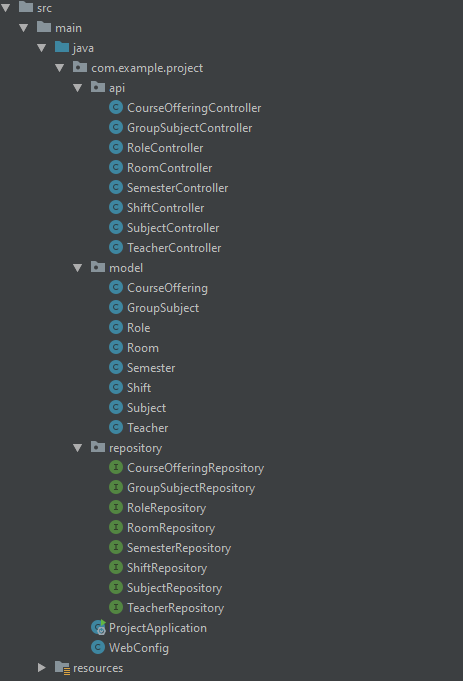 src
main
java
com.example.project
api
CourseOfferingController
GroupSubjectController
RoleController
RoomController
SemesterController
ShiftController
SubjectController
TeacherController
model
CourseOffering
GroupSubject
Role
Room
Semester
Shift
Subject
Teacher
repository
CourseOfferingRepository
GroupSubjectRepository
RoleRepository
RoomRepository
SemesterRepository
ShiftRepository
SubjectRepository
TeacherRepository
ProjectApplication
WebConfig
resources